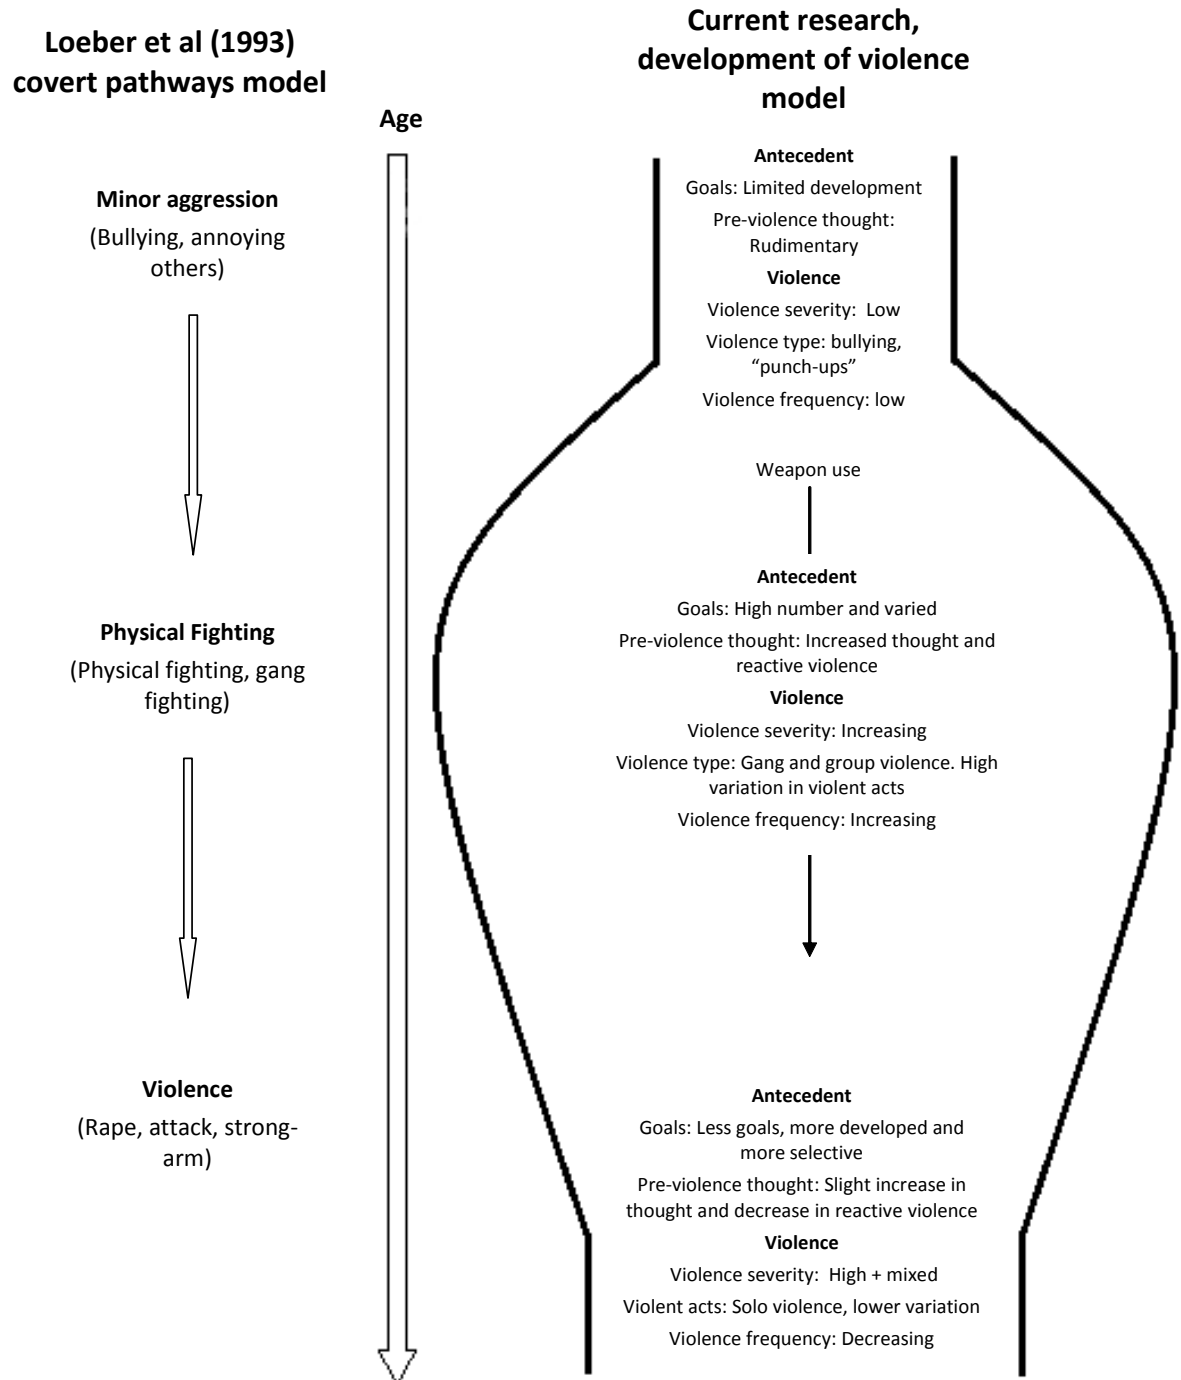 Loeber et al (1993)
covert pathways model
Minor aggression
(Bullying, annoying
others)
Physical Fighting
(Physical fighting, gang
fighting)
Violence
(Rape, attack, strong-
arm)
Age
Current research,
development of violence
model
Antecedent
Goals: Limited development
Pre-violence thought:
Rudimentary
Violence
Violence severity:  Low
Violence type: bullying,
“punch-ups”
Violence frequency: low
Weapon use
Antecedent
Goals: High number and varied
Pre-violence thought: Increased thought and
reactive violence
Violence
Violence severity: Increasing
Violence type: Gang and group violence. High
variation in violent acts
Violence frequency: Increasing
Antecedent
Goals: Less goals, more developed and
more selective
Pre-violence thought: Slight increase in
thought and decrease in reactive violence
Violence
Violence severity:  High + mixed
Violent acts: Solo violence, lower variation
Violence frequency: Decreasing